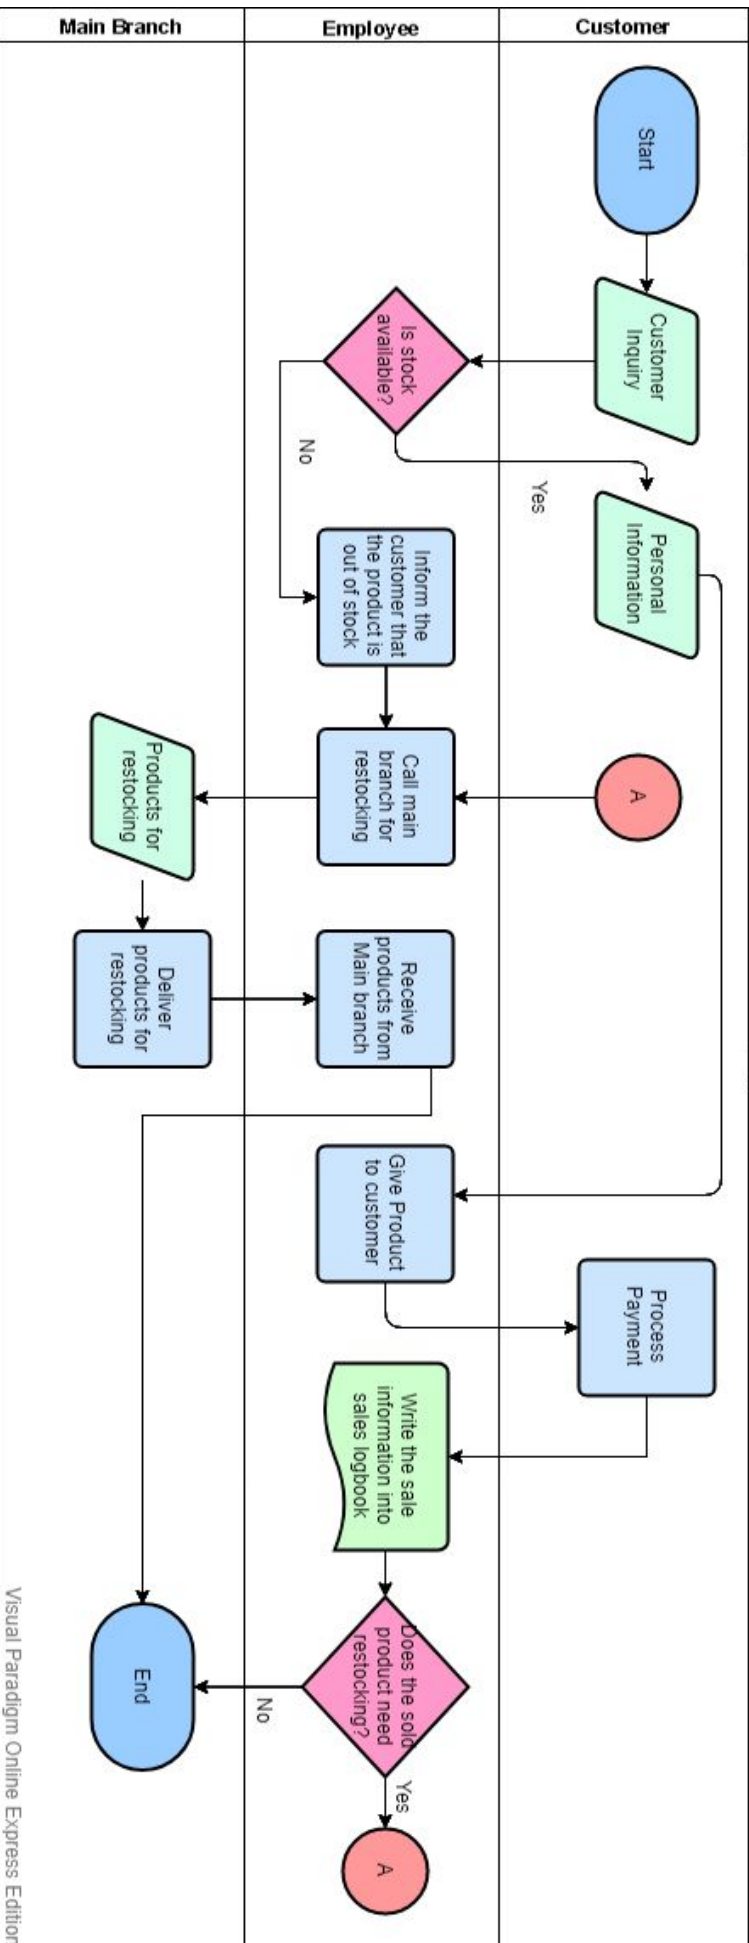 Main Branch
Employee
Customer
Start
Customer
Inquiry
Is stock
available?
No
Yes
Personal
Information
Inform the
customer that
the product is
out of stock
A
Call main
branch for
restocking
Products for
restocking
Deliver
products for
restocking
Receive
products from
Main branch
Give Product
to customer
Process
Payment
Write the sale
information into
sales logbook
Does the sold
product need
restocking?
No
Yes
End
A
Visual Paradigm Online Express Edition